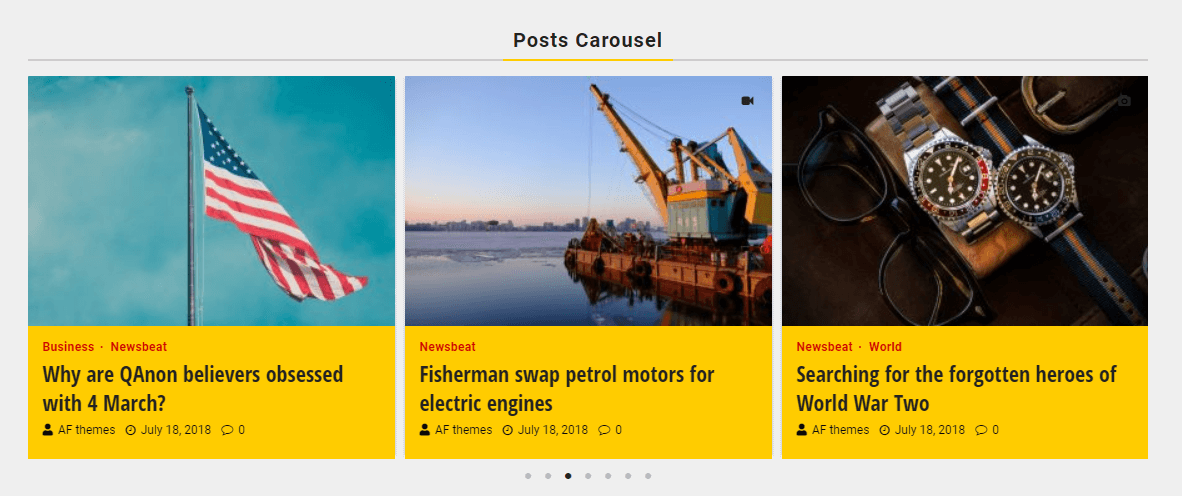 Posts Carousel
Business · Newsbeat
Why are QAnon believers obsessed
with 4 March?
AF themes July 18, 2018 0
Newsbeat
Fisherman swap petrol motors for
electric engines
AF themes July 18, 2018 0
Newsbeat · World
Searching for the forgotten heroes of
World War Two
AF themes July 18, 2018 0